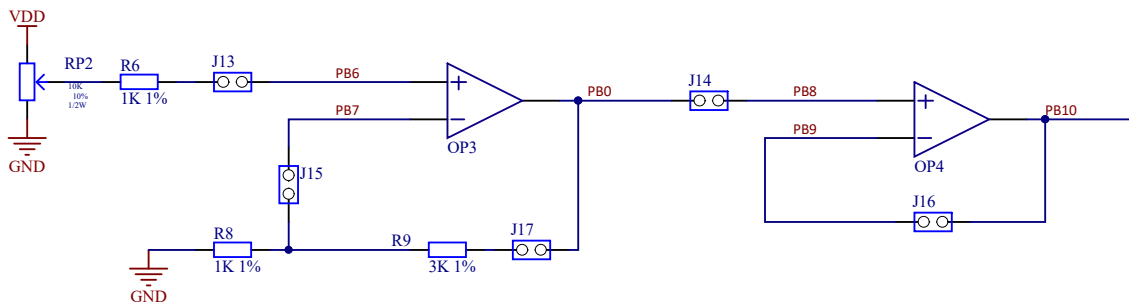 VDD
RP2
10K
10%
1/2W
GND
R6
1K 1%
J13
PB6
PB7
OP3
J15
R8
1K 1%
GND
R9
3K 1%
J17
PB0
J14
PB8
PB9
OP4
PB10
J16